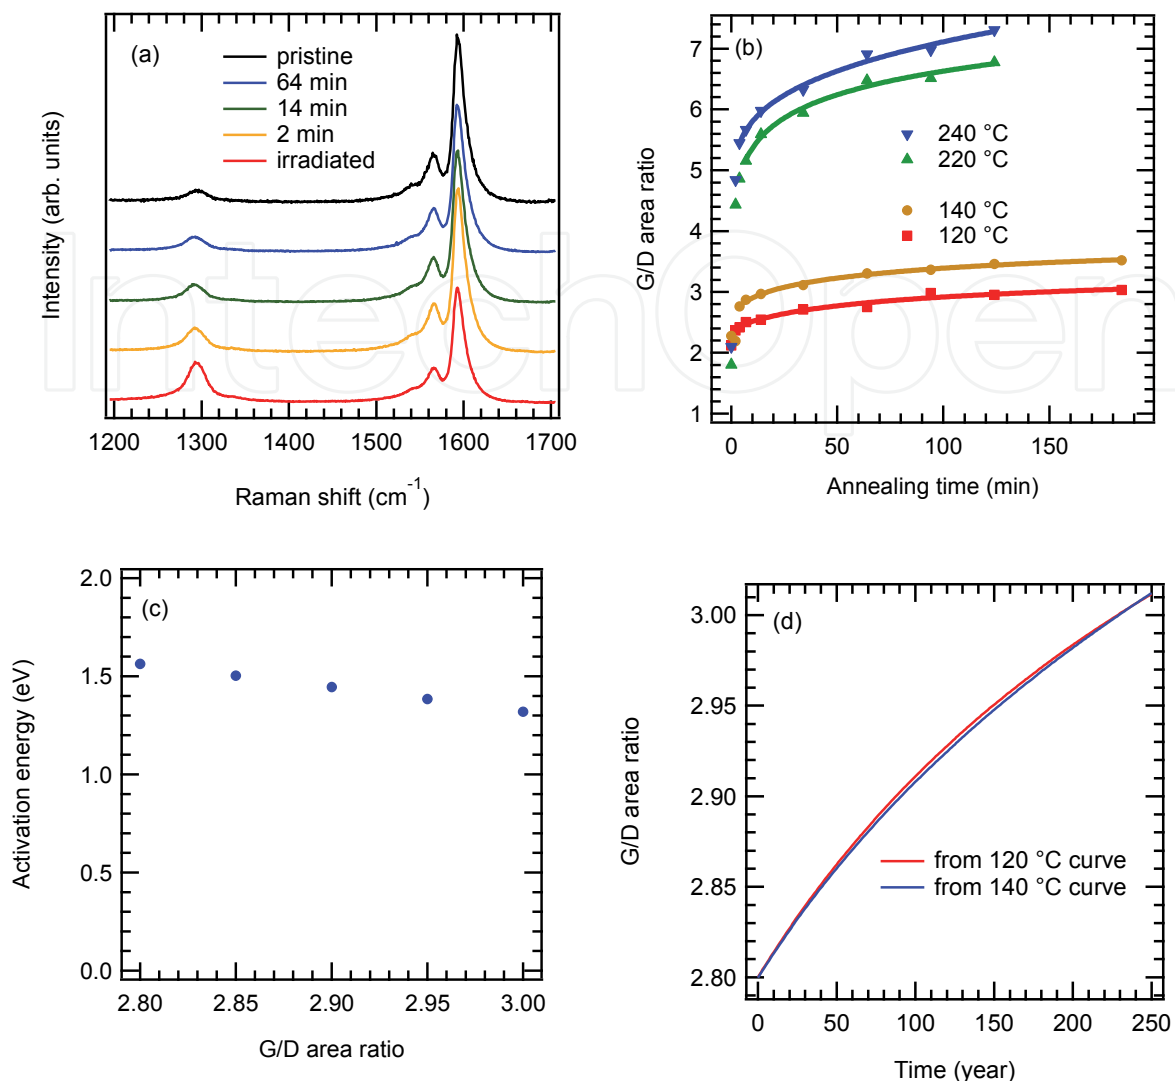 (a)
pristine
64 min
14 min
2 min
irradiated
Intensity (arb. units)
1200 1300 1400 1500 1600 1700
Raman shift (cm-1)
(b)
7
6
5
4
3
2
1
240 °C
220 °C
140 °C
120 °C
G/D area ratio
0 50 100 150
Annealing time (min)
IntechOpen
(c)
2.0
1.5
1.0
0.5
0.0
Activation energy (eV)
2.80 2.85 2.90 2.95 3.00
G/D area ratio
(d)
3.00
2.95
2.90
2.85
2.80
G/D area ratio
from 120 °C curve
from 140 °C curve
0 50 100 150 200 250
Time (year)